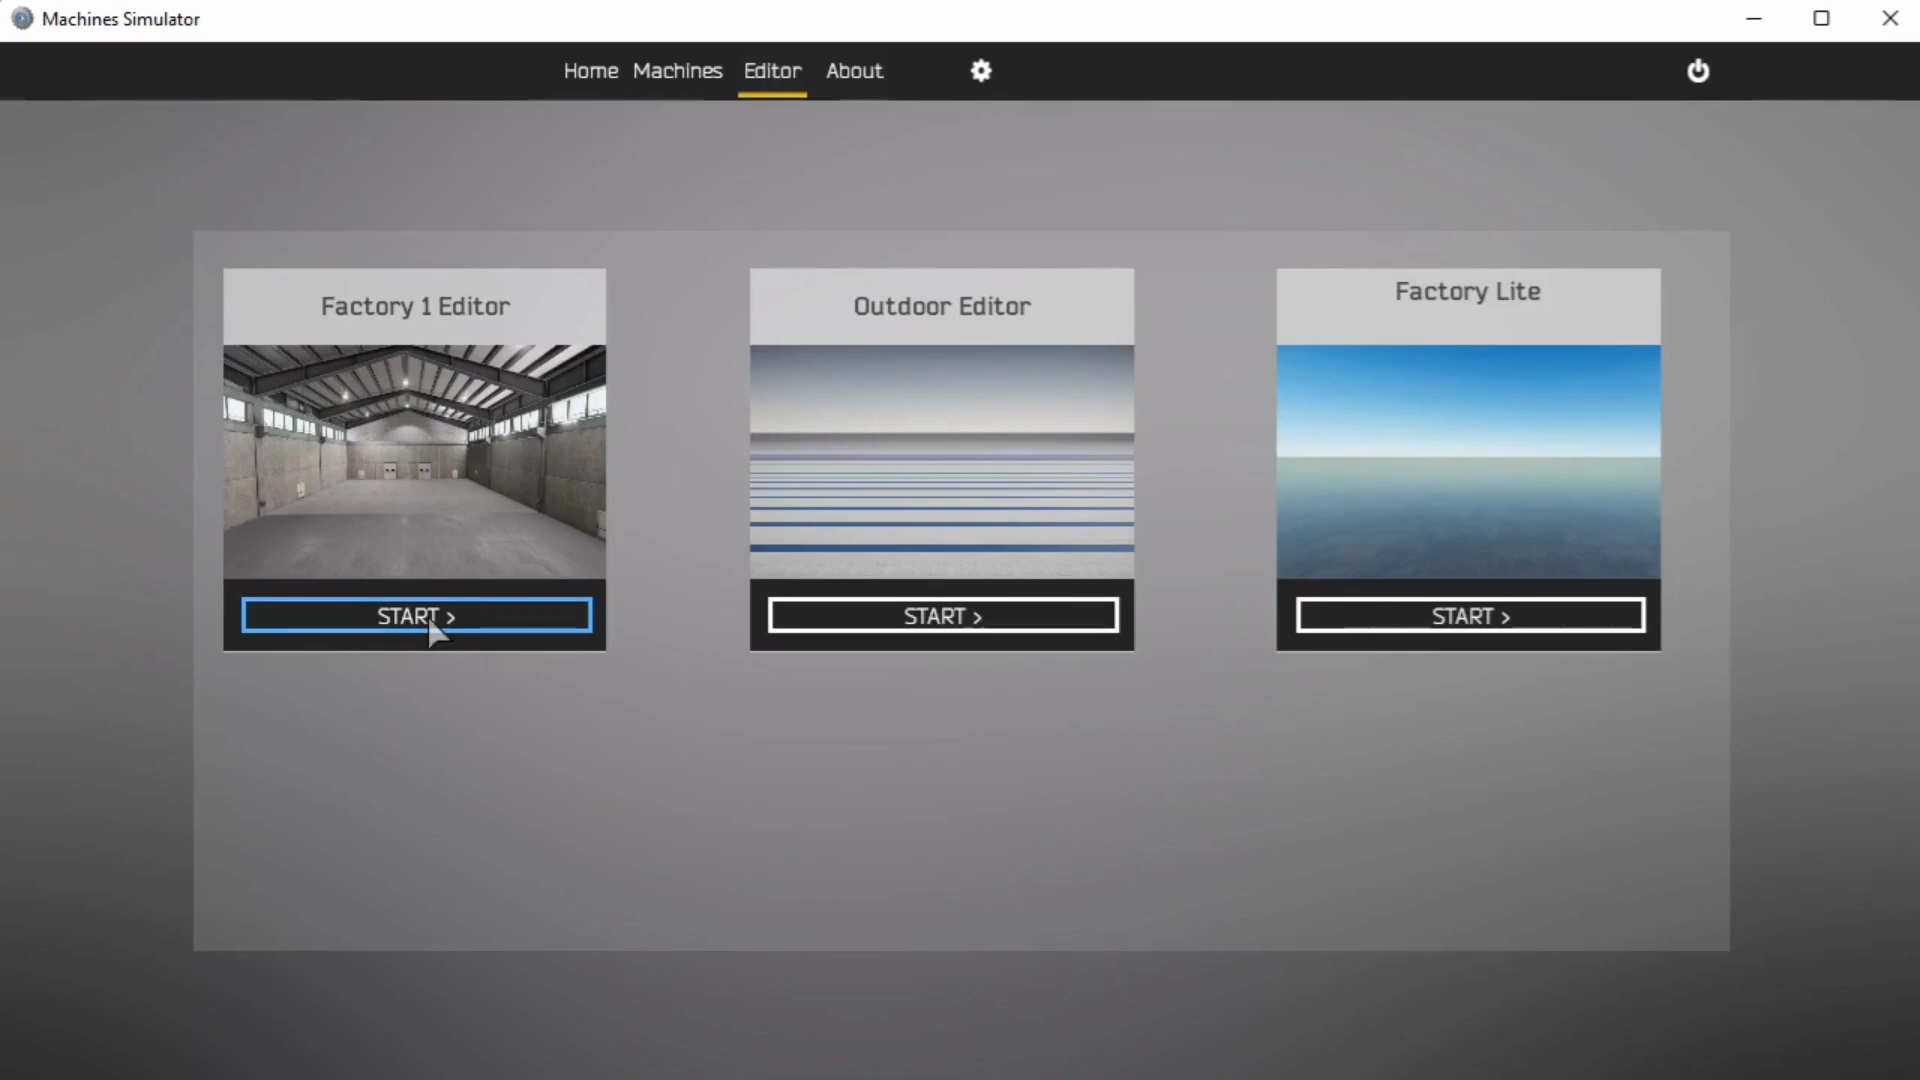 Machines Simulator
Home Machines Editor About
Factory 1 Editor
Outdoor Editor
Factory Lite
START >
START >
START >